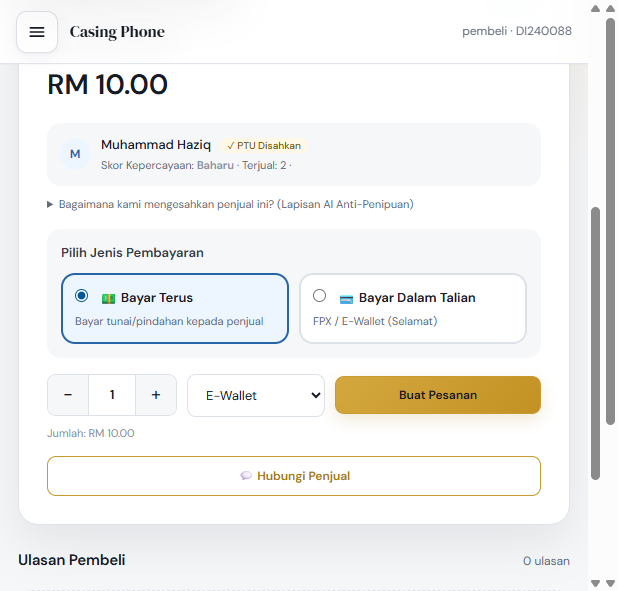 Casing Phone
pembeli · DI240088
RM 10.00
M
Muhammad Haziq ✓ PTU Disahkan
Skor Kepercayaan: Baharu · Terjual: 2 ·
▶ Bagaimana kami mengesahkan penjual ini? (Lapisan AI Anti-Penipuan)
Pilih Jenis Pembayaran
Bayar Terus
Bayar tunai/pindahan kepada penjual
Bayar Dalam Talian
FPX / E-Wallet (Selamat)
− 1 +
E-Wallet
Buat Pesanan
Jumlah: RM 10.00
Hubungi Penjual
Ulasan Pembeli
0 ulasan